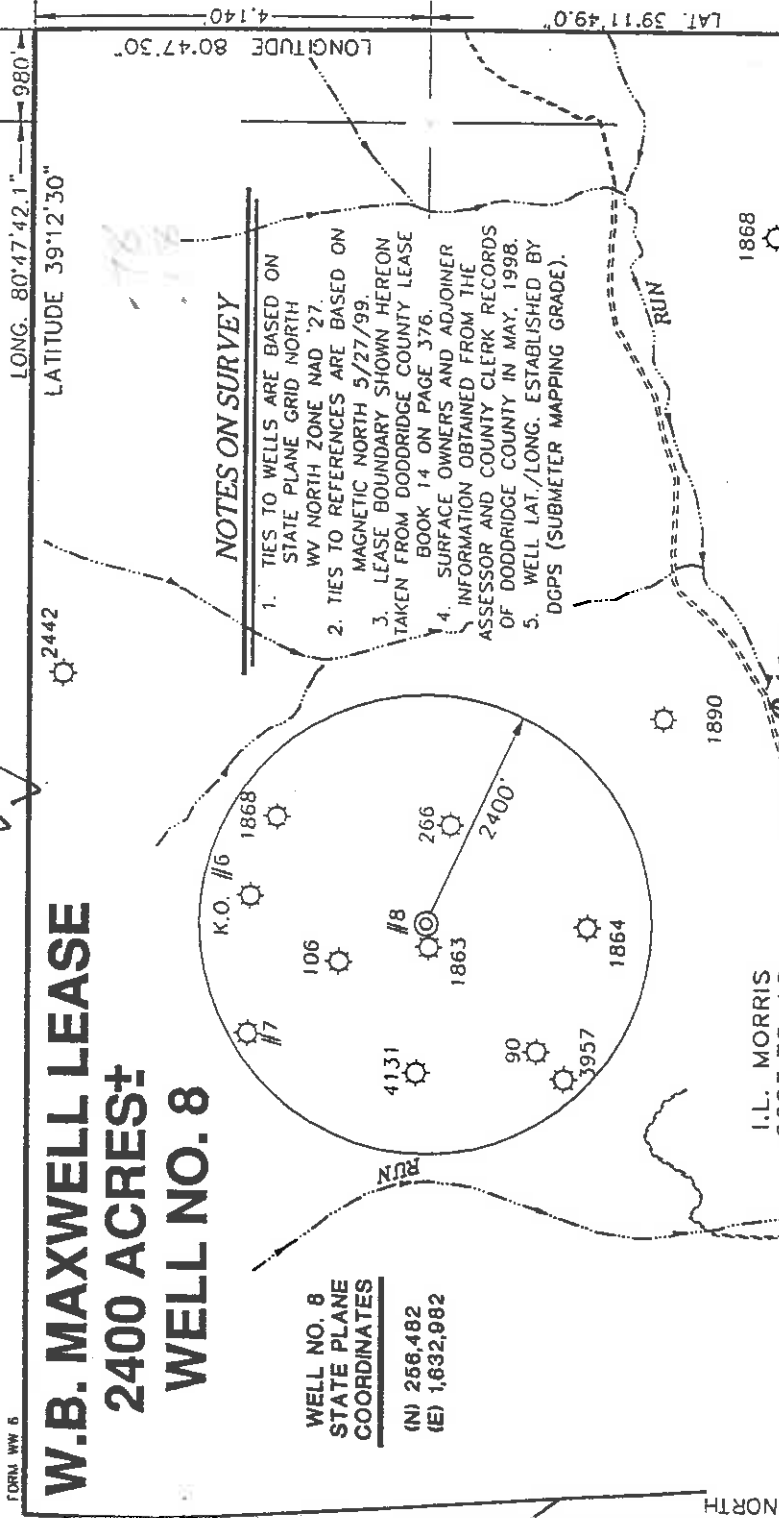 FORM WW 6
W.B. MAXWELL LEASE
2400 ACRES±
WELL NO. 8
LONG. 80°47'42.1"
980'
LATITUDE 39°12'30"
4,140'
LONGITUDE 80°47'30"
LAT. 39°11'49.0"
NOTES ON SURVEY
1. TIES TO WELLS ARE BASED ON
STATE PLANE GRID NORTH
WV NORTH ZONE NAD '27.
2. TIES TO REFERENCES ARE BASED ON
MAGNETIC NORTH 5/27/99.
3. LEASE BOUNDARY SHOWN HEREON
TAKEN FROM DODDRIDGE COUNTY LEASE
BOOK 14 ON PAGE 376.
4. SURFACE OWNERS AND ADJOINER
INFORMATION OBTAINED FROM THE
ASSESSOR AND COUNTY CLERK RECORDS
OF DODDRIDGE COUNTY IN MAY, 1998.
5. WELL LAT./LONG. ESTABLISHED BY
DGPS (SUBMETER MAPPING GRADE).
2442
K.O. #6
1868
#7
106
4131
#8
1863
266
2400'
90
3957
1864
1890
RUN
RUN
1868
WELL NO. 8
STATE PLANE
COORDINATES
(N) 256,482
(E) 1,632,982
I.L. MORRIS
NORTH